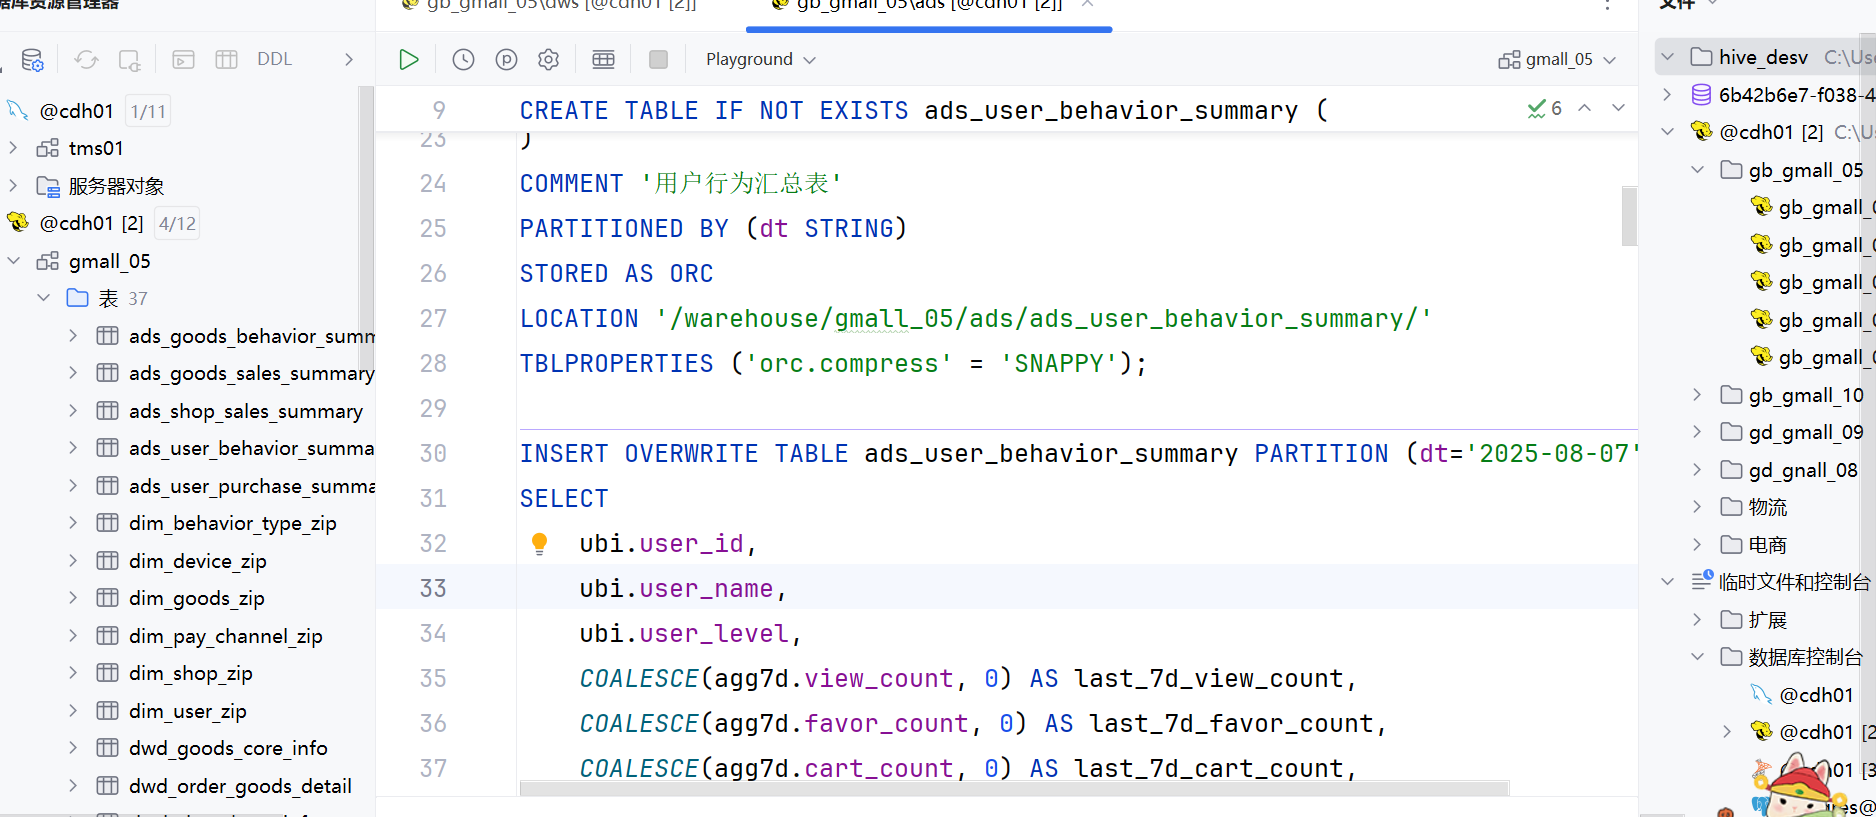 据库资源管理器
DDL
@cdh01 1/11
tms01
服务器对象
@cdh01 [2] 4/12
gmall_05
表 37
ads_goods_behavior_summ
ads_goods_sales_summary
ads_shop_sales_summary
ads_user_behavior_summa
ads_user_purchase_summa
dim_behavior_type_zip
dim_device_zip
dim_goods_zip
dim_pay_channel_zip
dim_shop_zip
dim_user_zip
dwd_goods_core_info
dwd_order_goods_detail
gb_gmall_05\dws [@cdh01 [2]]
gb_gmall_05\ads [@cdh01 [2]]
Playground
gmall_05
9 CREATE TABLE IF NOT EXISTS ads_user_behavior_summary (
6
23 )
24 COMMENT '用户行为汇总表'
25 PARTITIONED BY (dt STRING)
26 STORED AS ORC
27 LOCATION '/warehouse/gmall_05/ads/ads_user_behavior_summary/'
28 TBLPROPERTIES ('orc.compress' = 'SNAPPY');
29
30 INSERT OVERWRITE TABLE ads_user_behavior_summary PARTITION (dt='2025-08-07'
31 SELECT
32 ubi.user_id,
33 ubi.user_name,
34 ubi.user_level,
35 COALESCE(agg7d.view_count, 0) AS last_7d_view_count,
36 COALESCE(agg7d.favor_count, 0) AS last_7d_favor_count,
37 COALESCE(agg7d.cart_count, 0) AS last_7d_cart_count,
文件
hive_desv C:\Use
6b42b6e7-f038-4
@cdh01 [2] C:\U
gb_gmall_05
gb_gmall_0
gb_gmall_
gb_gmall_0
gb_gmall_0
gb_gmall_0
gb_gmall_10
gd_gmall_09
gd_gnall_08
物流
电商
临时文件和控制台
扩展
数据库控制台
@cdh01
@cdh01 [2
h01 [3
res@